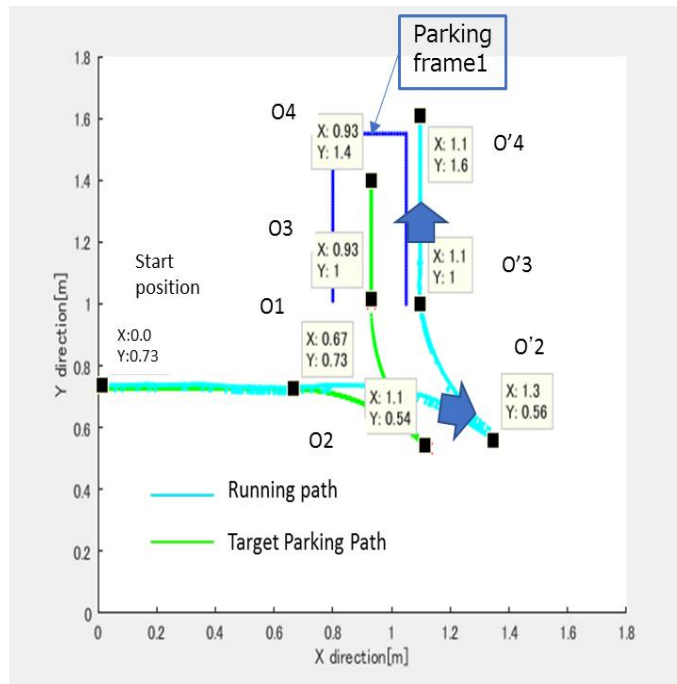 Parking
frame1
1.8
1.6
1.4
1.2
1
0.8
0.6
0.4
0.2
0
Y direction[m]
O4
X: 0.93
Y: 1.4
X: 1.1
Y: 1.6
O'4
O3
X: 0.93
Y: 1
X: 1.1
Y: 1
O'3
Start
position
X:0.0
Y:0.73
O1
X: 0.67
Y: 0.73
O'2
X: 1.1
Y: 0.54
X: 1.3
Y: 0.56
O2
Running path
Target Parking Path
0 0.2 0.4 0.6 0.8 1 1.2 1.4 1.6 1.8
X direction[m]